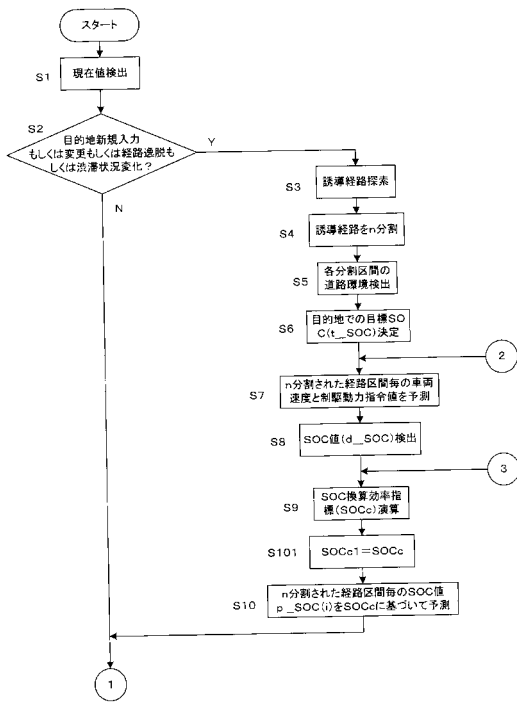 スタート
S1
現在値検出
S2
目的地新規入力
もしくは変更もしくは経路逸脱も
しくは渋滞状況変化？
Y
N
S3
誘導経路探索
S4
誘導経路をn分割
S5
各分割区間の
道路環境検出
S6
目的地での目標SO
C(t__SOC)決定
2
S7
n分割された経路区間毎の車両
速度と制駆動力指令値を予測
S8
SOC値(d__SOC)検出
3
S9
SOC換算効率指
標(SOCc)演算
S101
SOCc1=SOCc
S10
n分割された経路区間毎のSOC値
p__SOC(i)をSOCcに基づいて予測
1